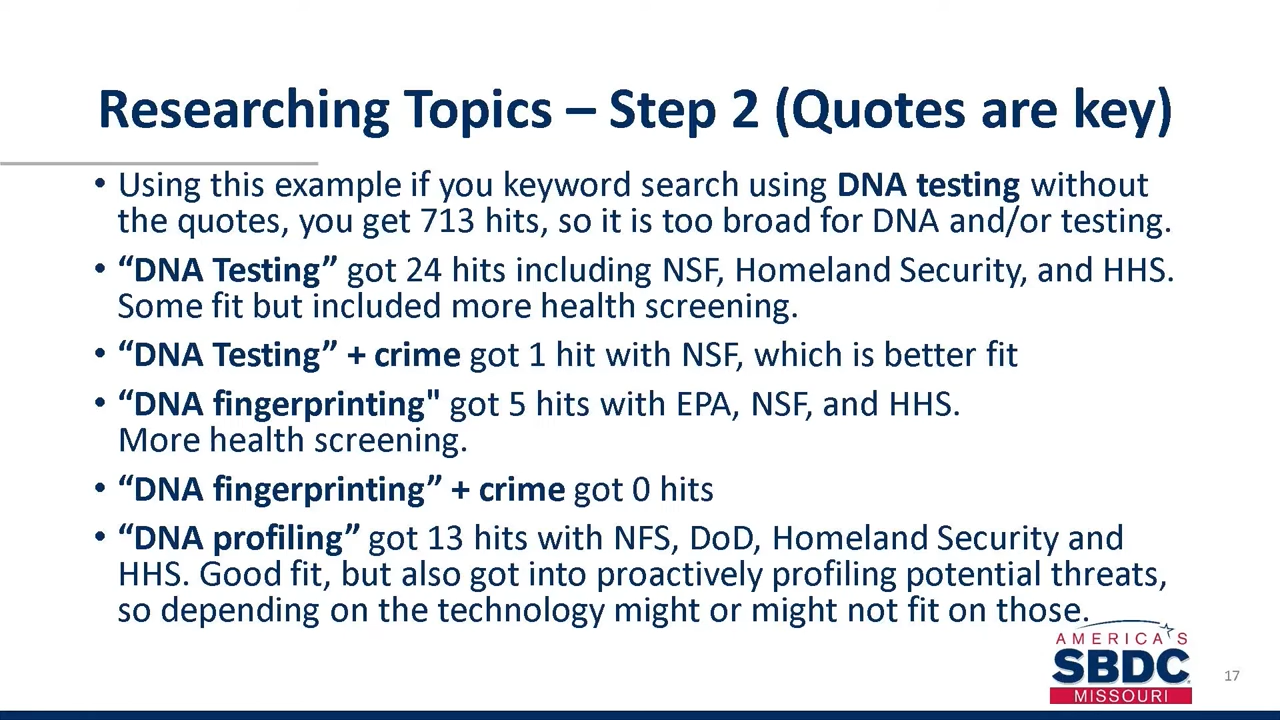 Researching Topics – Step 2 (Quotes are key)
• Using this example if you keyword search using DNA testing without
the quotes, you get 713 hits, so it is too broad for DNA and/or testing.
• “DNA Testing” got 24 hits including NSF, Homeland Security, and HHS.
Some fit but included more health screening.
• “DNA Testing” + crime got 1 hit with NSF, which is better fit
• “DNA fingerprinting" got 5 hits with EPA, NSF, and HHS.
More health screening.
• “DNA fingerprinting” + crime got 0 hits
• “DNA profiling” got 13 hits with NFS, DoD, Homeland Security and
HHS. Good fit, but also got into proactively profiling potential threats,
so depending on the technology might or might not fit on those.
AMERICA'S
SBDC
MISSOURI
17